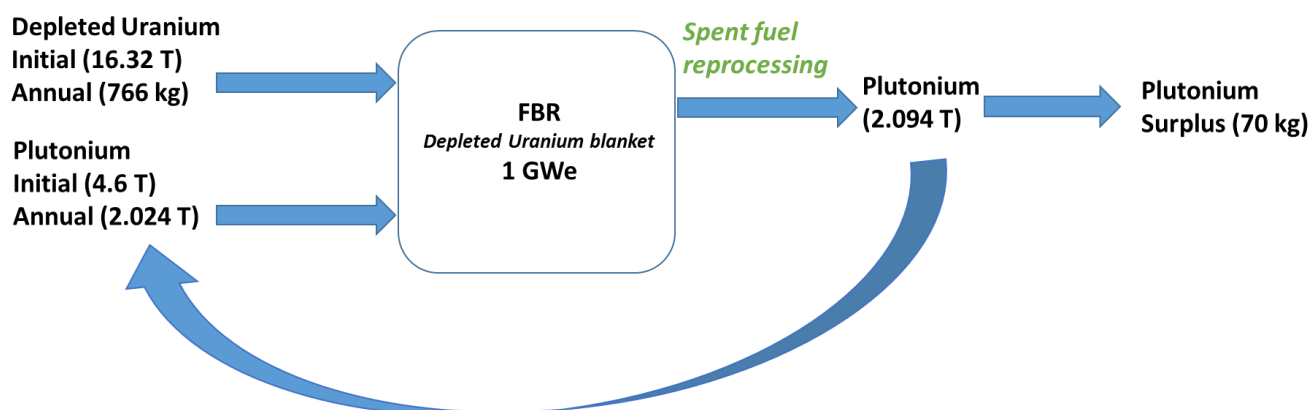 Depleted Uranium
Initial (16.32 T)
Annual (766 kg)
Plutonium
Initial (4.6 T)
Annual (2.024 T)
FBR
Depleted Uranium blanket
1 GWe
Spent fuel
reprocessing
Plutonium
(2.094 T)
Plutonium
Surplus (70 kg)